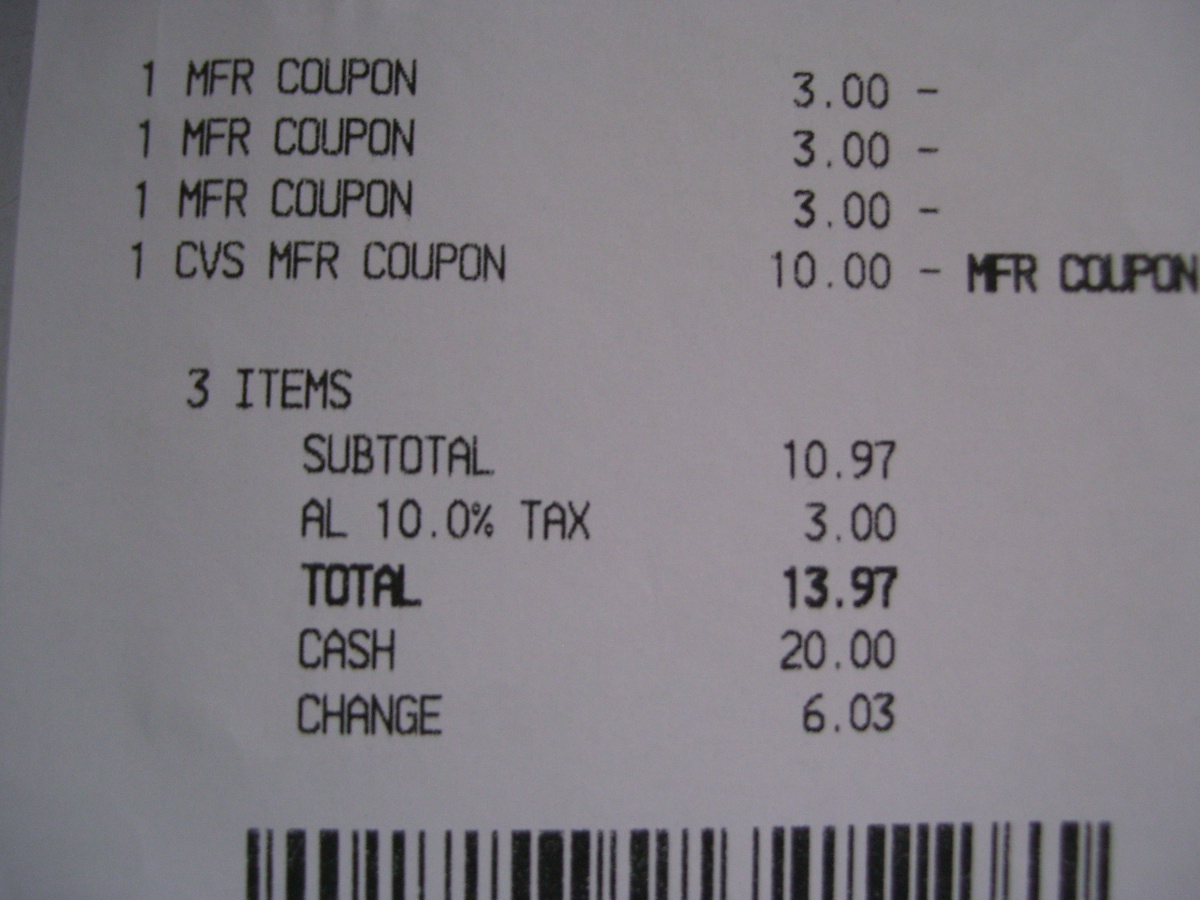 1 MFR COUPON 3.00 -
1 MFR COUPON 3.00 -
1 MFR COUPON 3.00 -
1 CVS MFR COUPON 10.00 - MFR COUPON
3 ITEMS
SUBTOTAL 10.97
AL 10.0% TAX 3.00
TOTAL 13.97
CASH 20.00
CHANGE 6.03